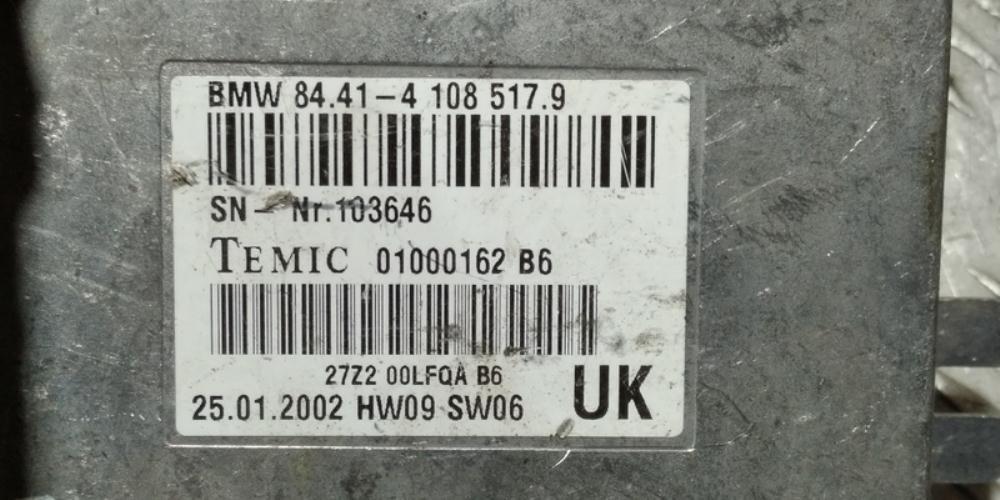 BMW 84.41-4 108 517.9
SN- Nr.103646
TEMIC 01000162 B6
27Z2 00LFQA B6
25.01.2002 HW09 SW06 UK